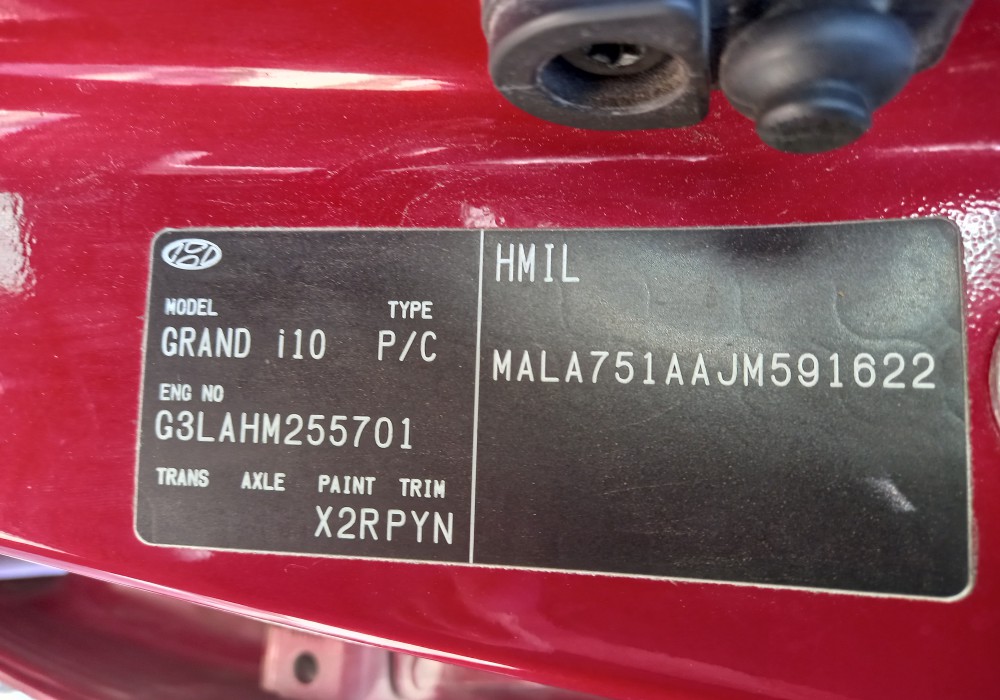 MODEL TYPE
GRAND i10 P/C
ENG NO
G3LAHM255701
TRANS AXLE PAINT TRIM
X2RPYN
HMIL
MALA751AAJM591622